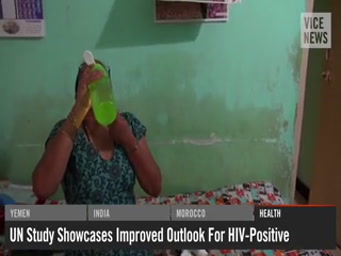 VICE
NEWS
YEMEN INDIA MOROCCO HEALTH
UN Study Showcases Improved Outlook For HIV-Positive